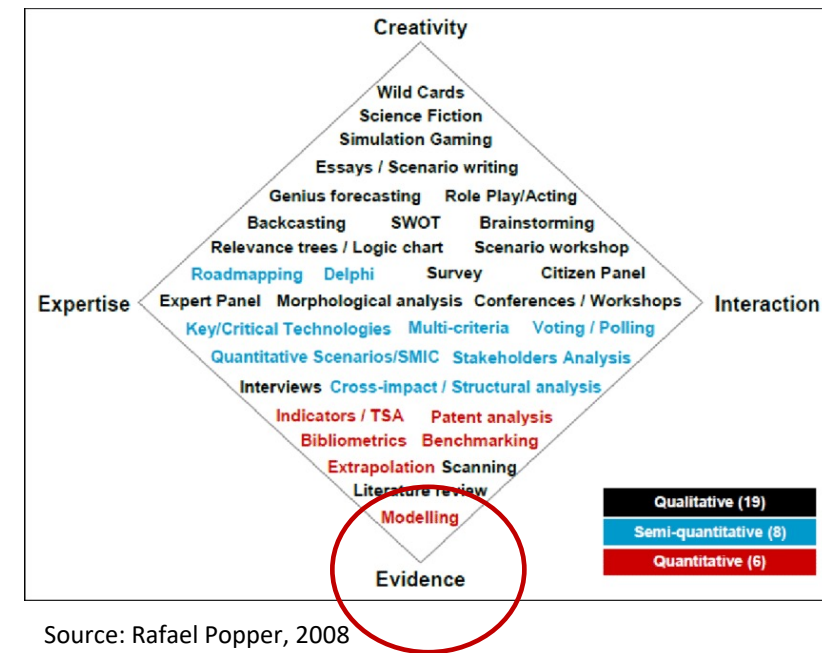 Creativity
Wild Cards
Science Fiction
Simulation Gaming
Essays / Scenario writing
Genius forecasting Role Play/Acting
Backcasting SWOT Brainstorming
Relevance trees / Logic chart Scenario workshop
Roadmapping Delphi Survey Citizen Panel
Expertise Expert Panel Morphological analysis Conferences / Workshops Interaction
Key/Critical Technologies Multi-criteria Voting / Polling
Quantitative Scenarios/SMIC Stakeholders Analysis
Interviews Cross-impact / Structural analysis
Indicators / TSA Patent analysis
Bibliometrics Benchmarking
Extrapolation Scanning
Literature review
Modelling
Evidence
Qualitative (19)
Semi-quantitative (8)
Quantitative (6)
Source: Rafael Popper, 2008